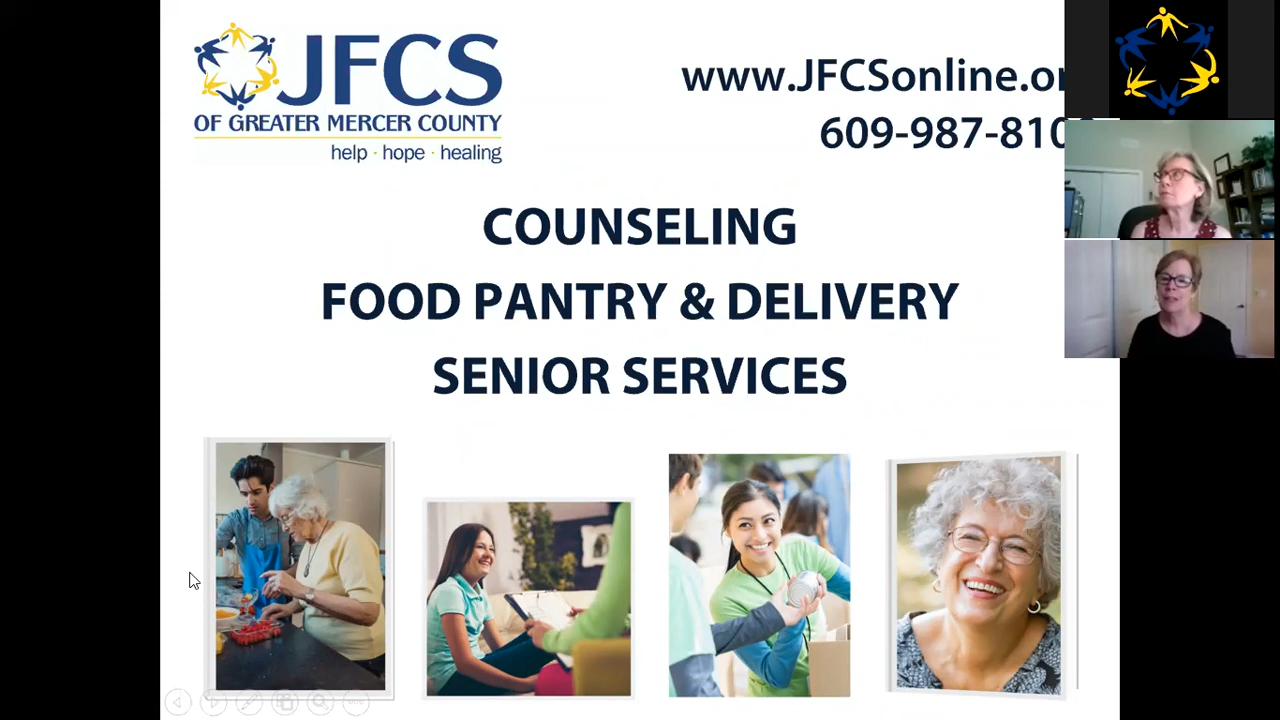 JFCS
OF GREATER MERCER COUNTY
help · hope · healing
www.JFCSonline.or
609-987-810
COUNSELING
FOOD PANTRY & DELIVERY
SENIOR SERVICES